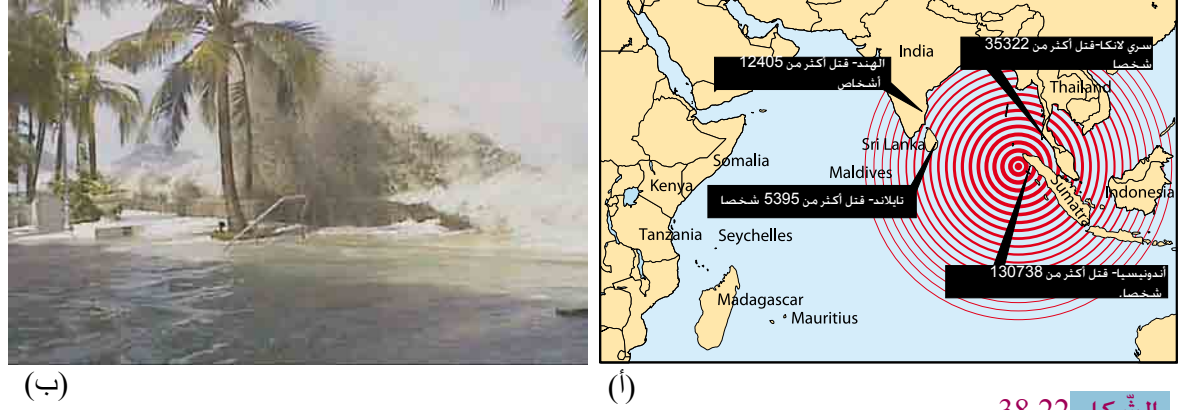 India
سري لانكا-قتل أكثر من 35322
شخصا
الهند- قتل أكثر من 12405
أشخاص
Thailand
Sri Lanka
Somalia
Maldives
Kenya
Sumatra
Indonesia
تايلاند- قتل أكثر من 5395 شخصا
Tanzania
Seychelles
أندونيسيا- قتل أكثر من 130738
شخصا.
Madagascar
Mauritius
(أ)
(ب)
38.22